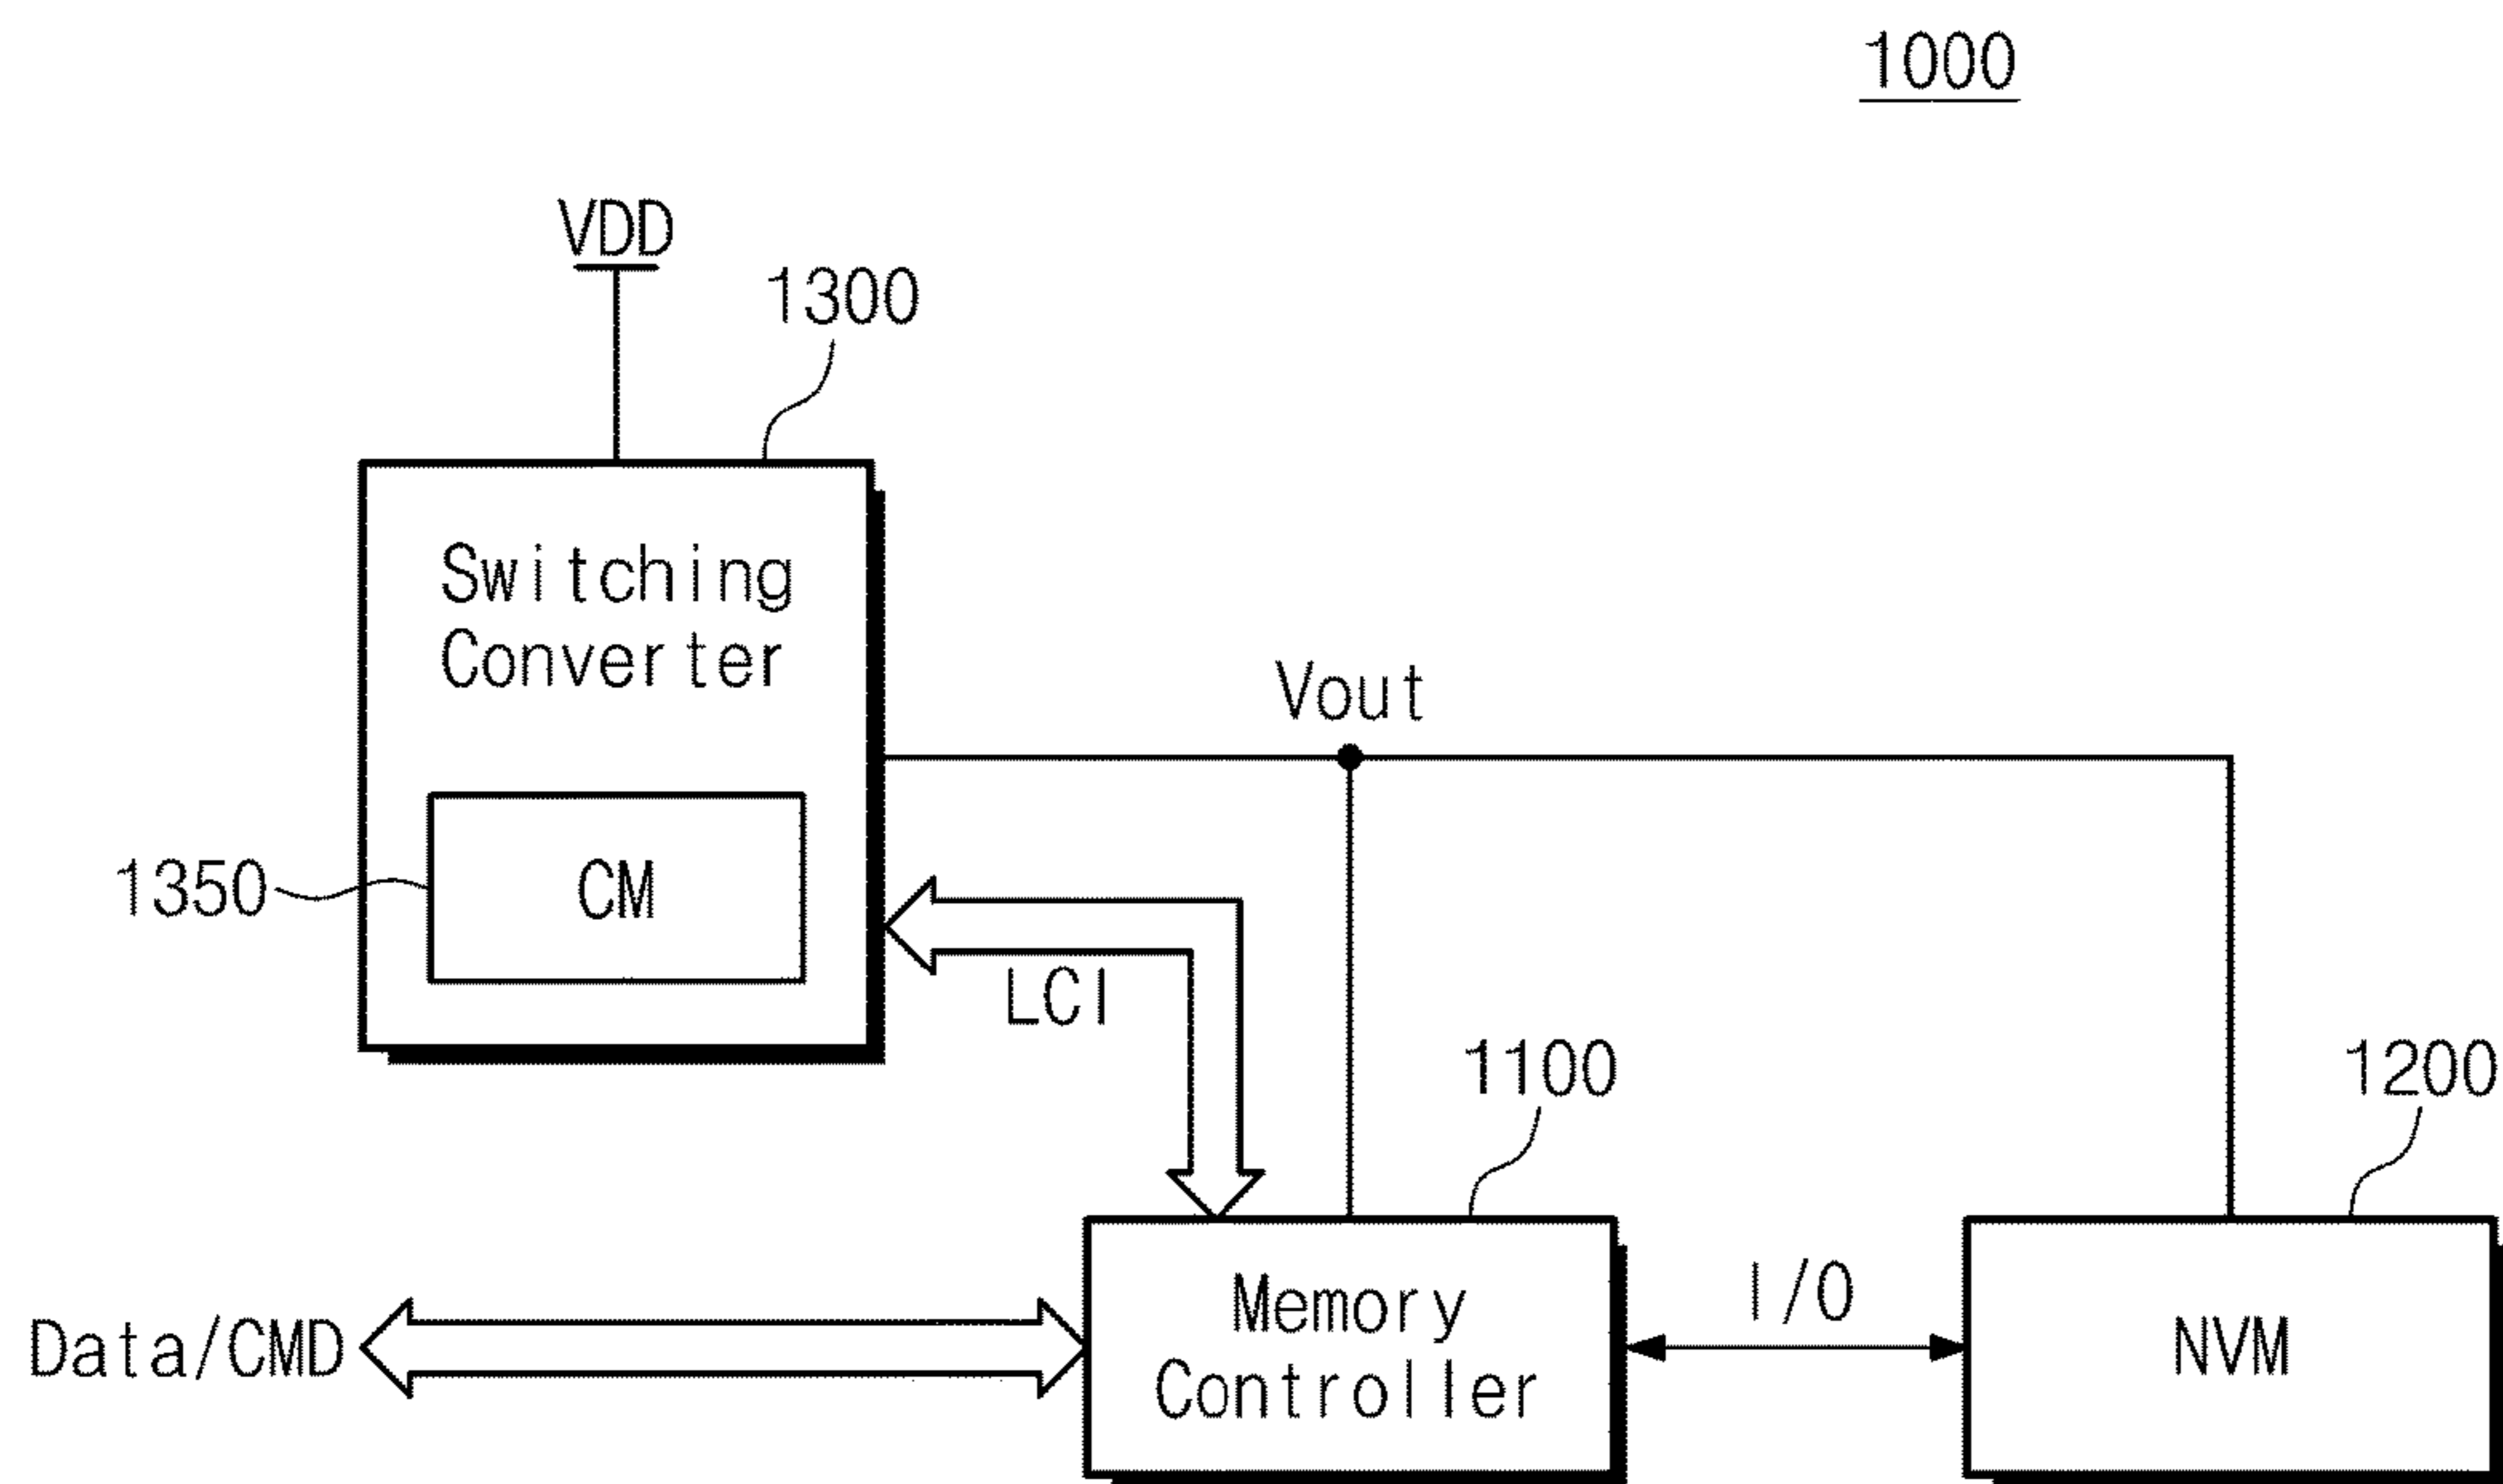 1000
VDD
1300
Switching
Converter
Vout
1350
CM
LCI
1100
1200
Data/CMD
Memory
Controller
I/O
NVM